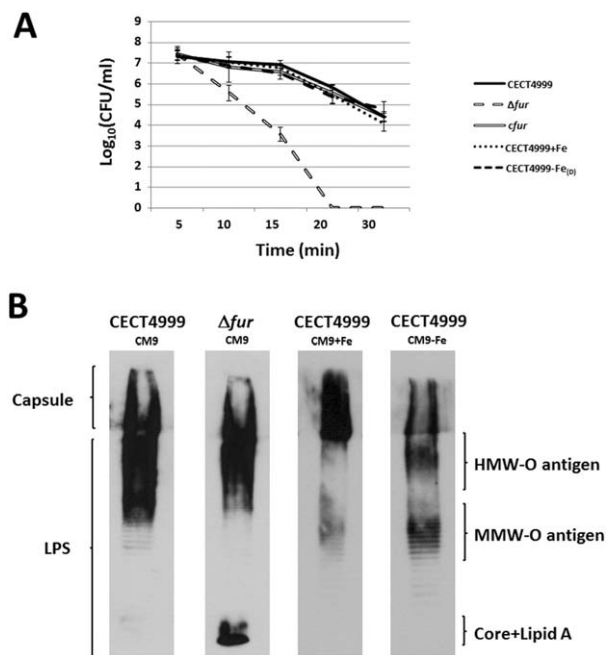 A
Log10(CFU/ml)
9
8
7
6
5
4
3
2
1
0
5 10 15 20 30
Time (min)
CECT4999
Δfur
cfur
CECT4999+Fe
CECT4999-Fe(D)
B
CECT4999
CM9
Δfur
CM9
CECT4999
CM9+Fe
CECT4999
CM9-Fe
Capsule
LPS
HMW-O antigen
MMW-O antigen
Core+Lipid A